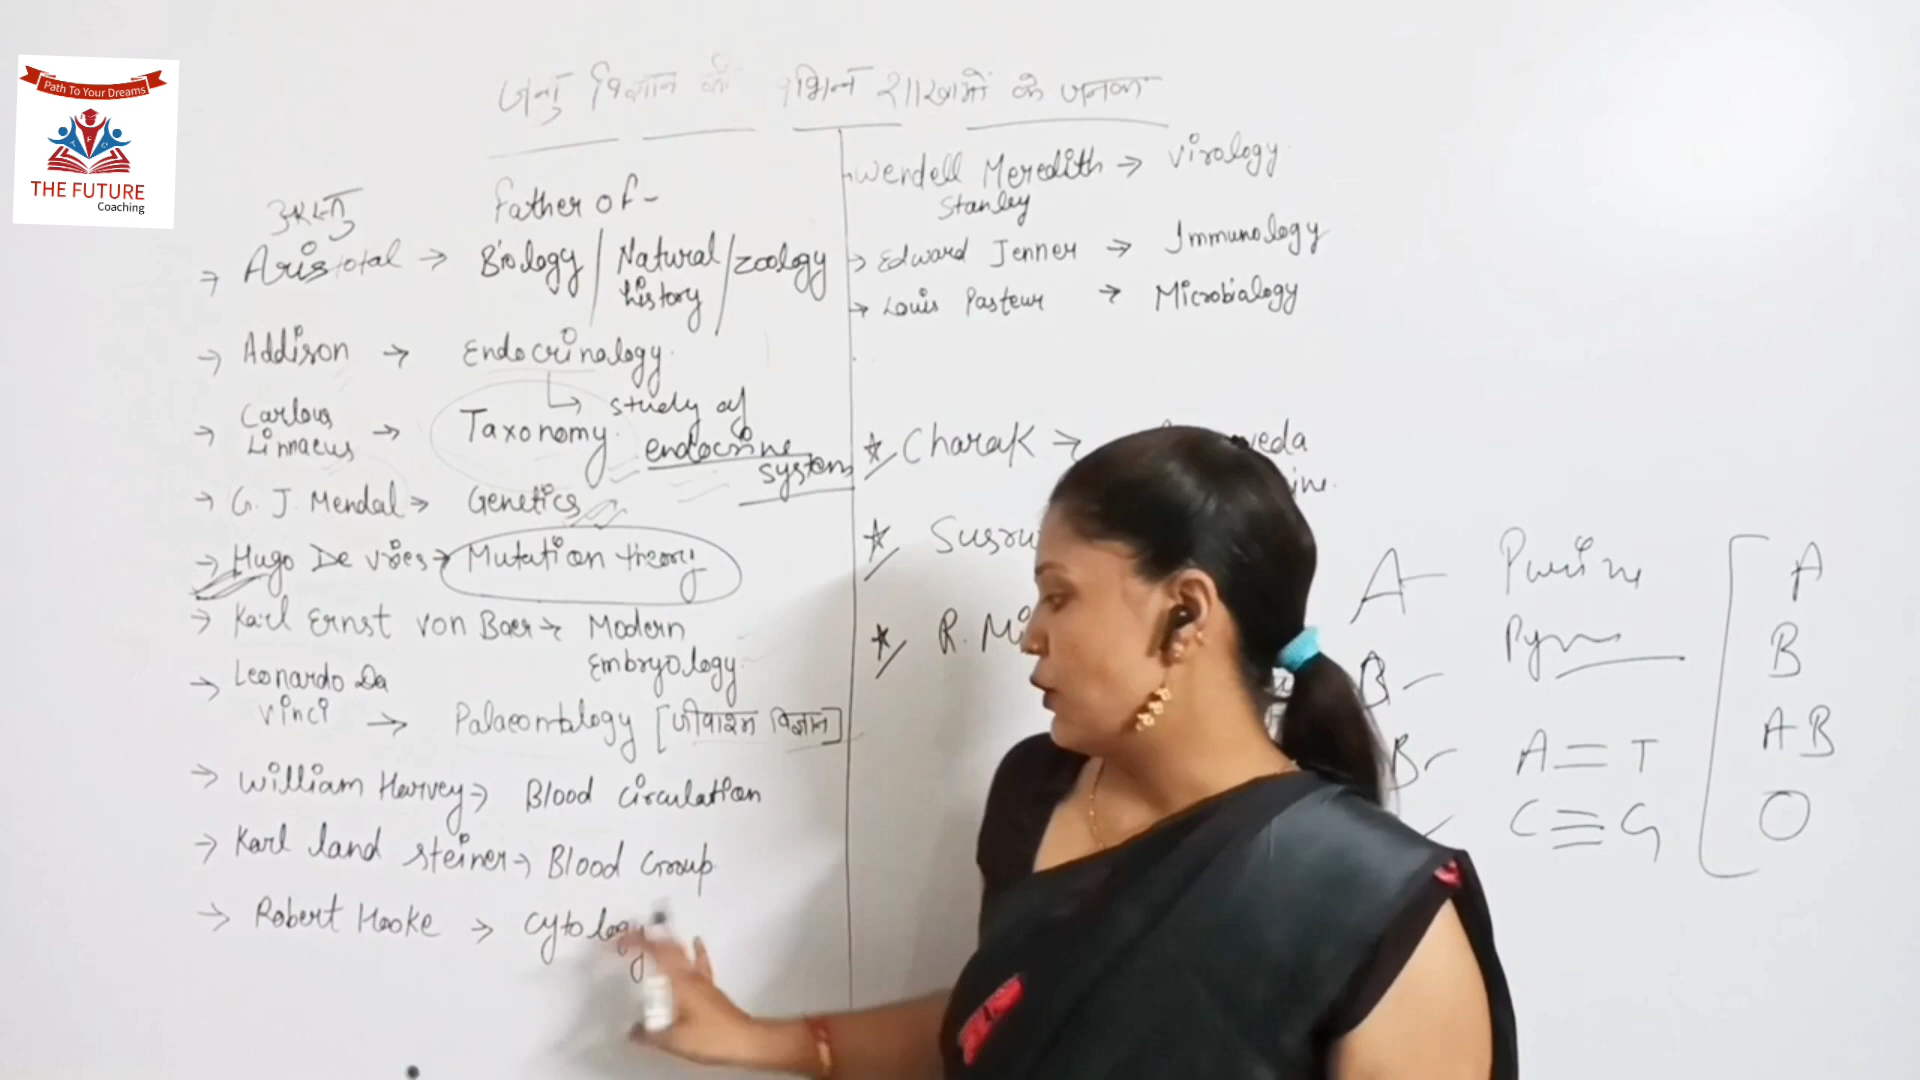 Path To Your Dreams
THE FUTURE
Coaching
जन्तु विज्ञान की शाखाओं के जनक
अरस्तु
Father of -
→ Aristotal → Biology / Natural history / zoology
→ Addison → Endocrinology
↳ study of endocrine system
→ Carlous Linnaeus → Taxonomy
→ G. J. Mendal → Genetics
→ Hugo De vries → Mutation theory
→ Karl Ernst von Baer → Modern Embryology
→ Leonardo Da Vinci → Palaeontology [जीवाश्म विज्ञान]
→ William Harvey → Blood circulation
→ Karl land steiner → Blood Group
→ Robert Hooke → Cytology
Wendell Meredith Stanley → Virology
→ Edward Jenner → Immunology
→ Louis Pasteur → Microbialogy
Charak →
R.
A - Purine
B -
B - A = T
C ≡ G
A
B
AB
O